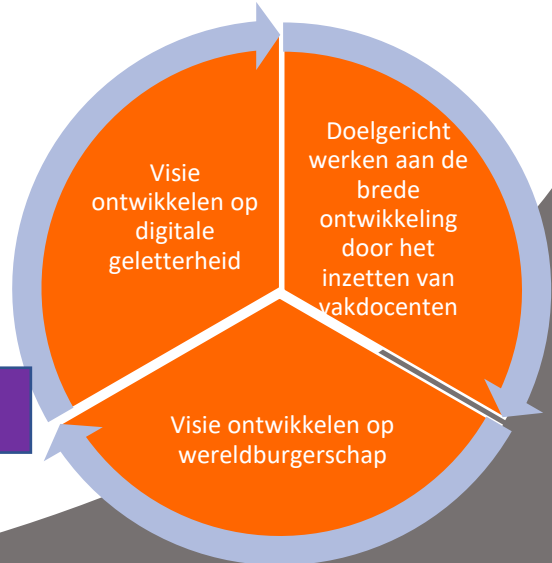 Visie
ontwikkelen op
digitale
geletterheid
Doelgericht
werken aan de
brede
ontwikkeling
door het
inzetten van
vakdocenten
Visie ontwikkelen op
wereldburgerschap